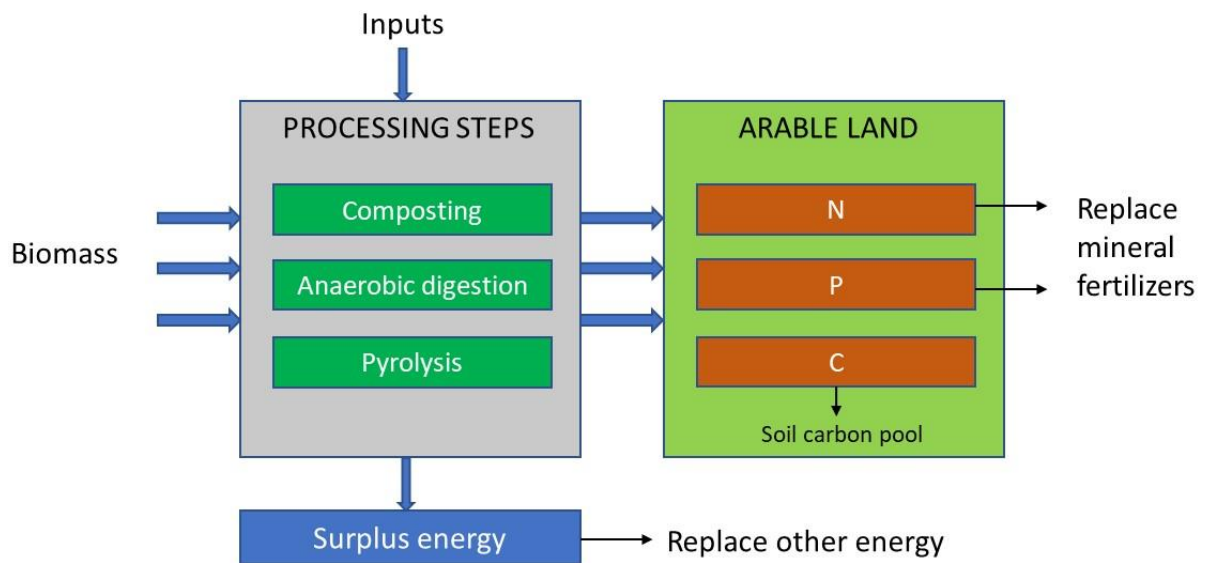 Inputs
PROCESSING STEPS
ARABLE LAND
Composting
N
Replace
mineral
fertilizers
Biomass
Anaerobic digestion
P
Pyrolysis
C
Soil carbon pool
Surplus energy
Replace other energy